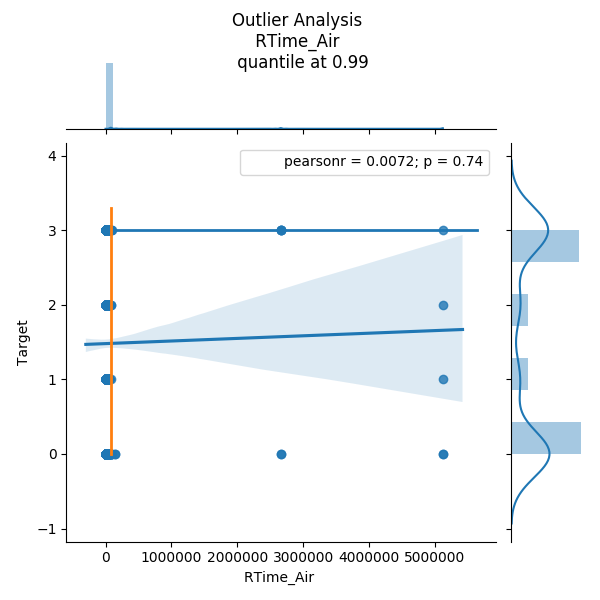 Outlier Analysis
RTime_Air
quantile at 0.99
pearsonr = 0.0072; p = 0.74
4
3
2
1
0
−1
Target
0 1000000 2000000 3000000 4000000 5000000
RTime_Air